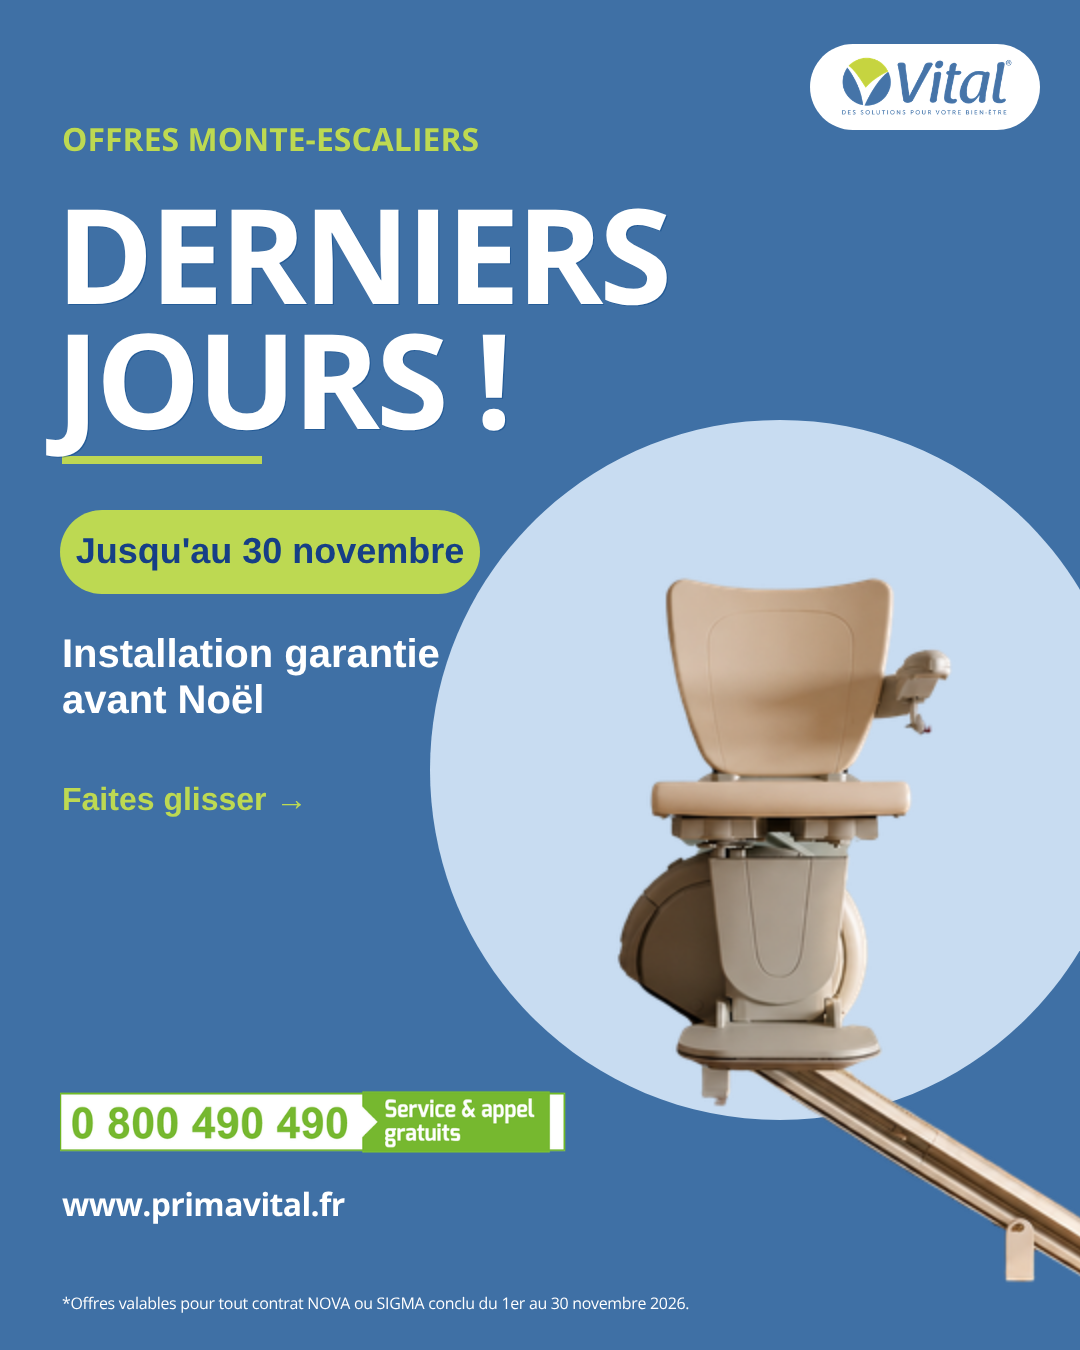 Vital®
DES SOLUTIONS POUR VOTRE BIEN-ÊTRE
OFFRES MONTE-ESCALIERS
DERNIERS
JOURS !
Jusqu'au 30 novembre
Installation garantie
avant Noël
Faites glisser →
0 800 490 490
Service & appel
gratuits
www.primavital.fr
*Offres valables pour tout contrat NOVA ou SIGMA conclu du 1er au 30 novembre 2026.